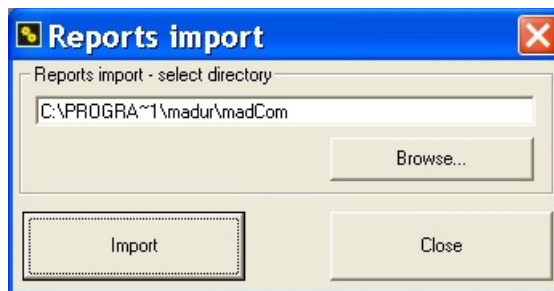 Reports import
Reports import - select directory
C:\PROGRA~1\madur\madCom
Browse...
Import
Close